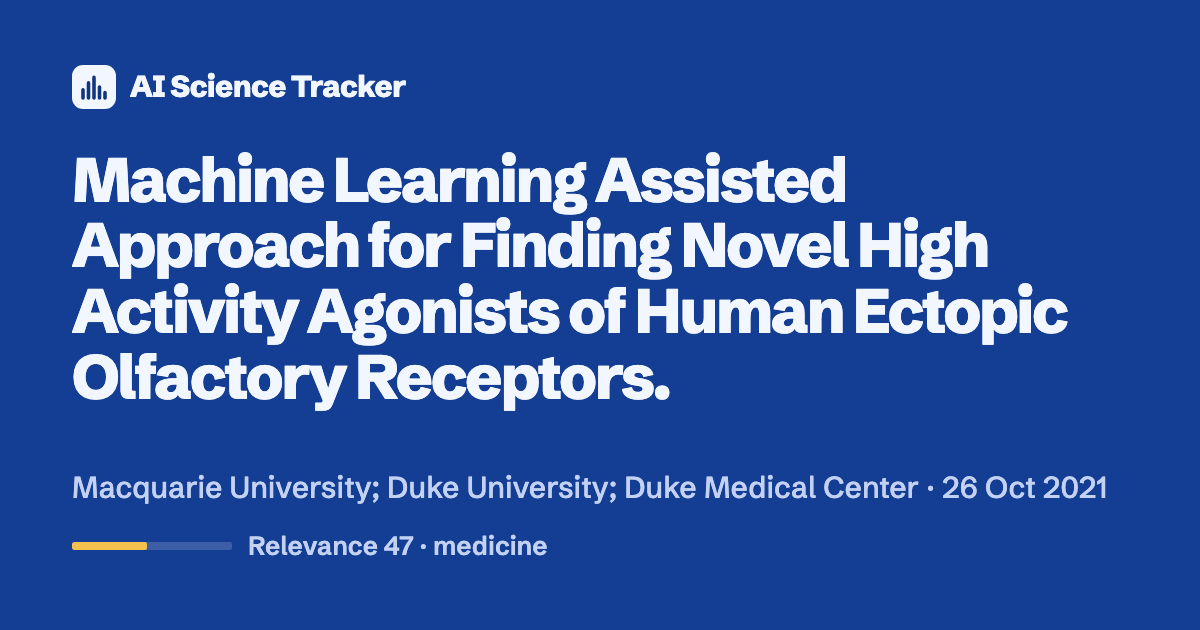 AI Science Tracker
Machine Learning Assisted
Approach for Finding Novel High
Activity Agonists of Human Ectopic
Olfactory Receptors.
Macquarie University; Duke University; Duke Medical Center · 26 Oct 2021
Relevance 47 · medicine